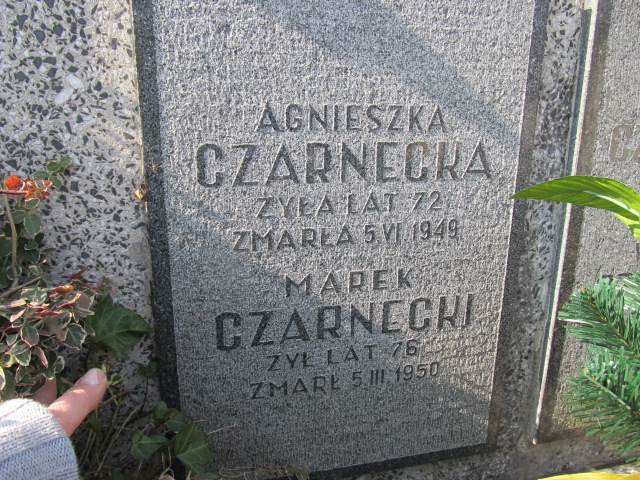 AGNIESZKA
CZARNECKA
ŻYŁA LAT 72
ZMARŁA 5.VI.1949
MAREK
CZARNECKI
ŻYŁ LAT 76
ZMARŁ 5.III.1950